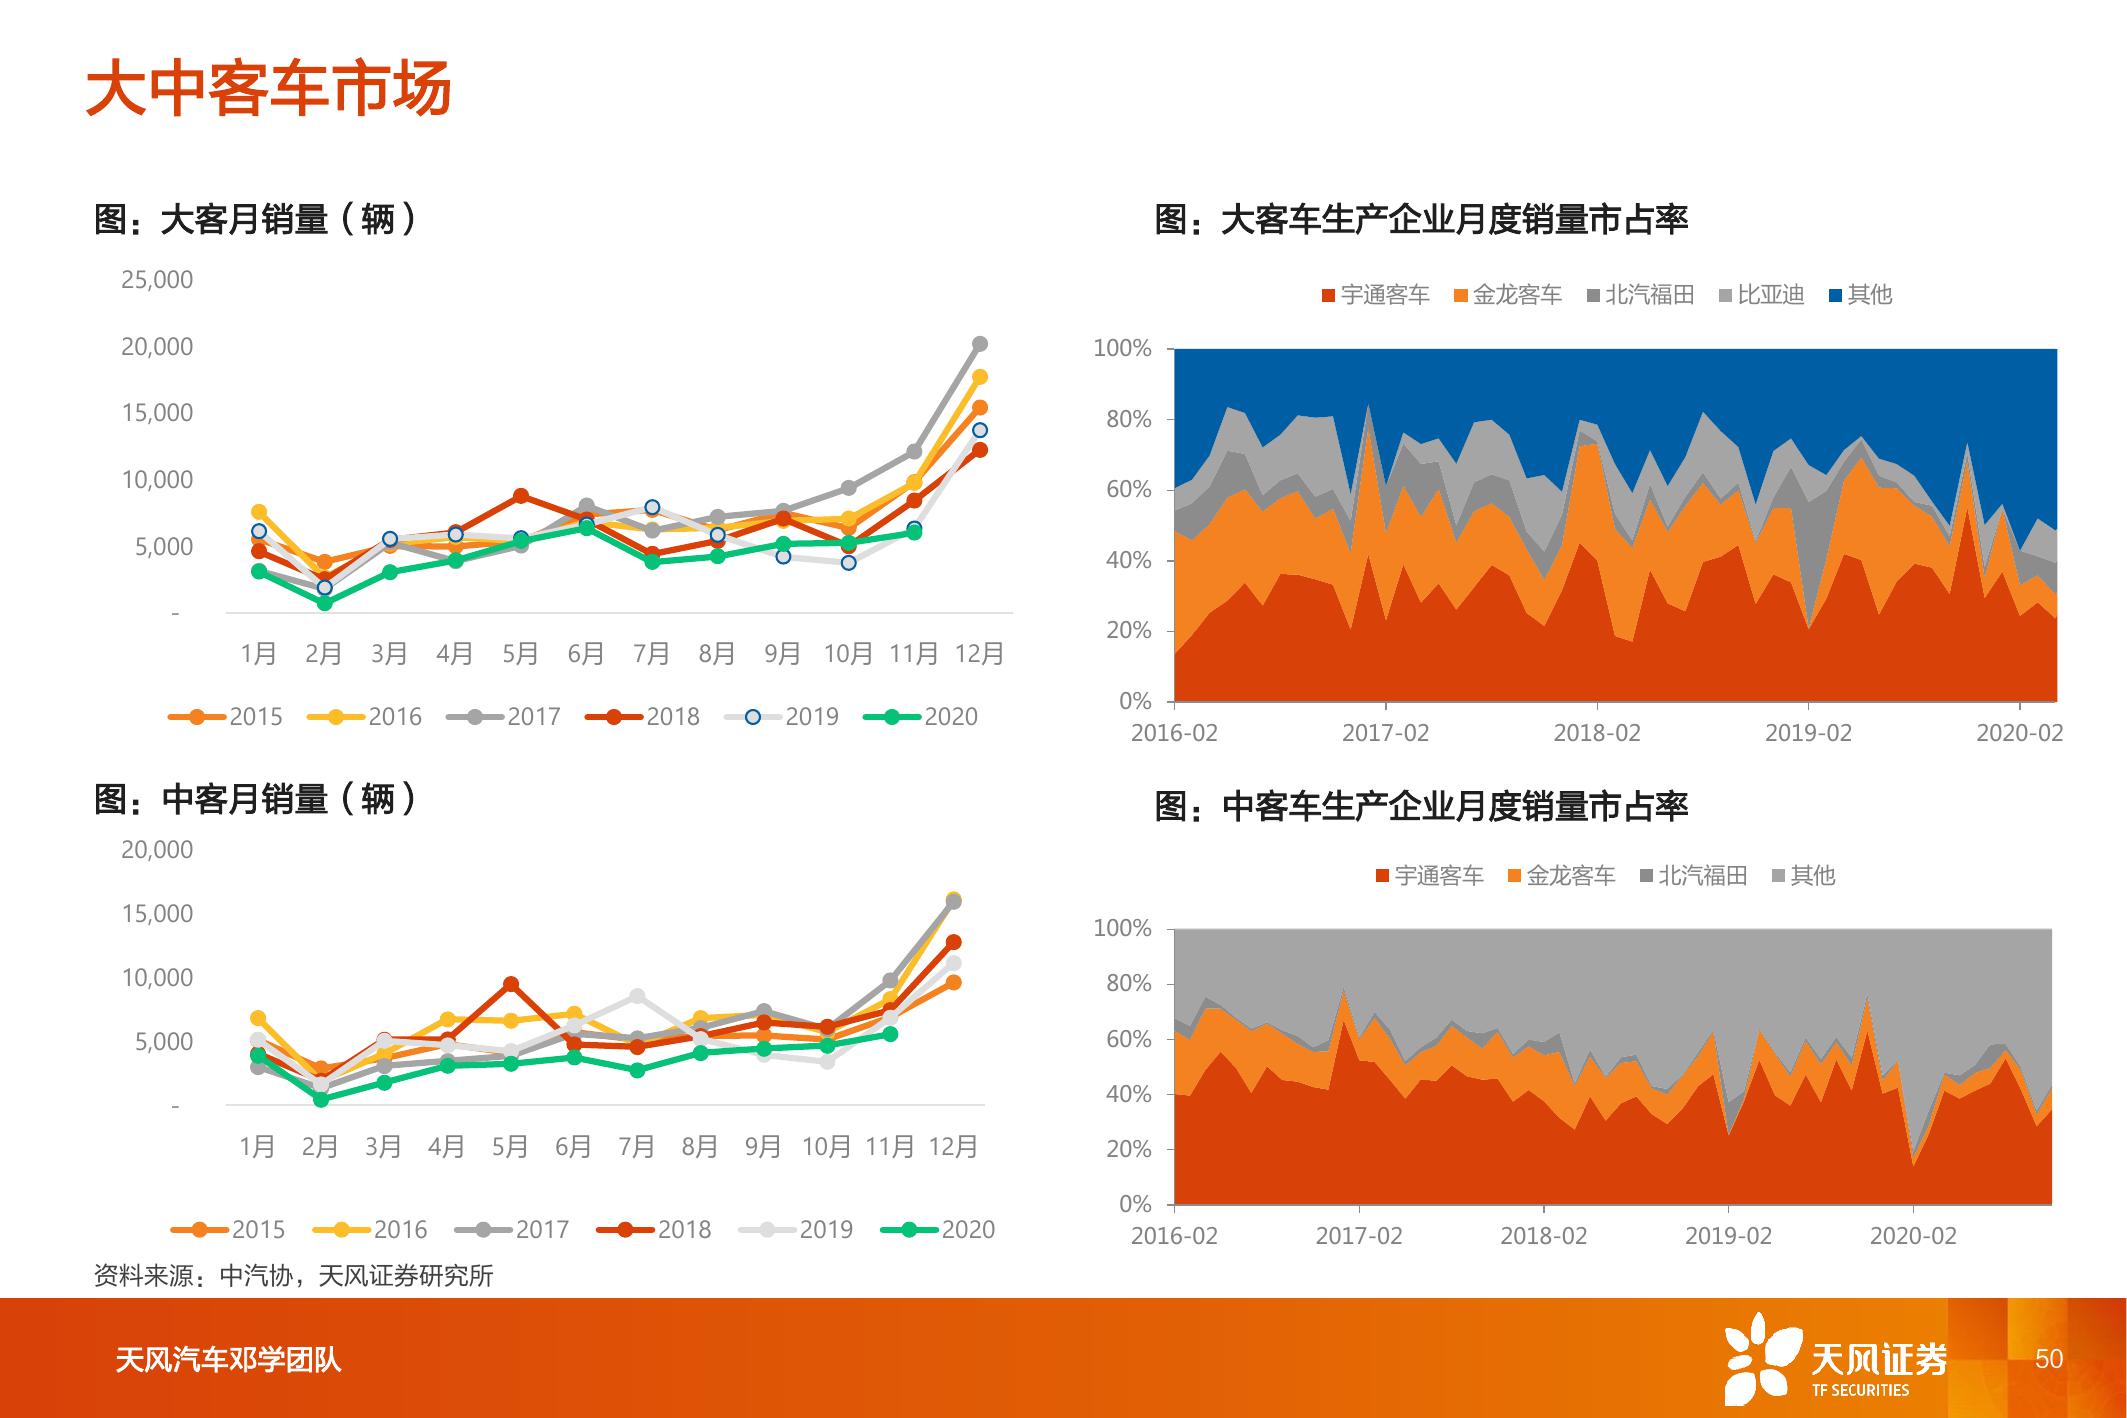 大中客车市场
图：大客月销量（辆）
25,000
20,000
15,000
10,000
5,000
-
1月 2月 3月 4月 5月 6月 7月 8月 9月 10月 11月 12月
2015 2016 2017 2018 2019 2020
图：大客车生产企业月度销量市占率
宇通客车 金龙客车 北汽福田 比亚迪 其他
100%
80%
60%
40%
20%
0%
2016-02 2017-02 2018-02 2019-02 2020-02
图：中客月销量（辆）
20,000
15,000
10,000
5,000
-
1月 2月 3月 4月 5月 6月 7月 8月 9月 10月 11月 12月
2015 2016 2017 2018 2019 2020
图：中客车生产企业月度销量市占率
宇通客车 金龙客车 北汽福田 其他
100%
80%
60%
40%
20%
0%
2016-02 2017-02 2018-02 2019-02 2020-02
资料来源：中汽协，天风证券研究所
天风汽车邓学团队
天风证券
TF SECURITIES
50